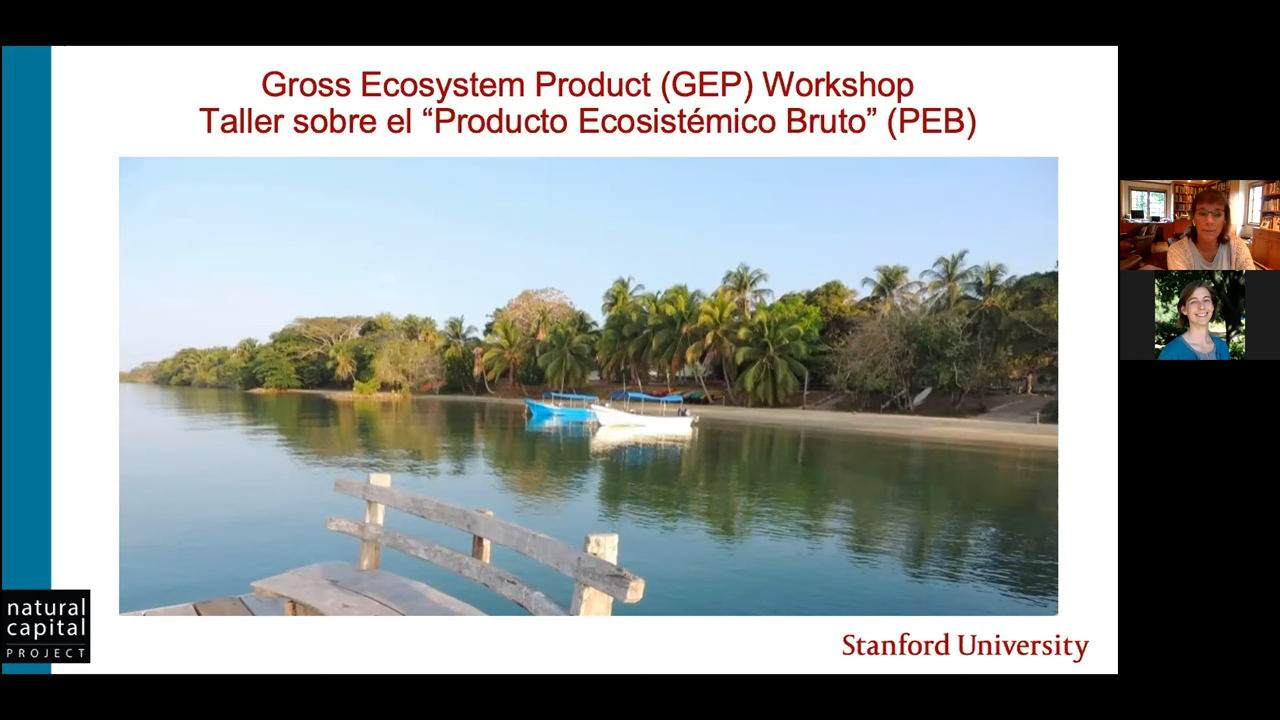 Gross Ecosystem Product (GEP) Workshop
Taller sobre el “Producto Ecosistémico Bruto” (PEB)
natural
capital
PROJECT
Stanford University